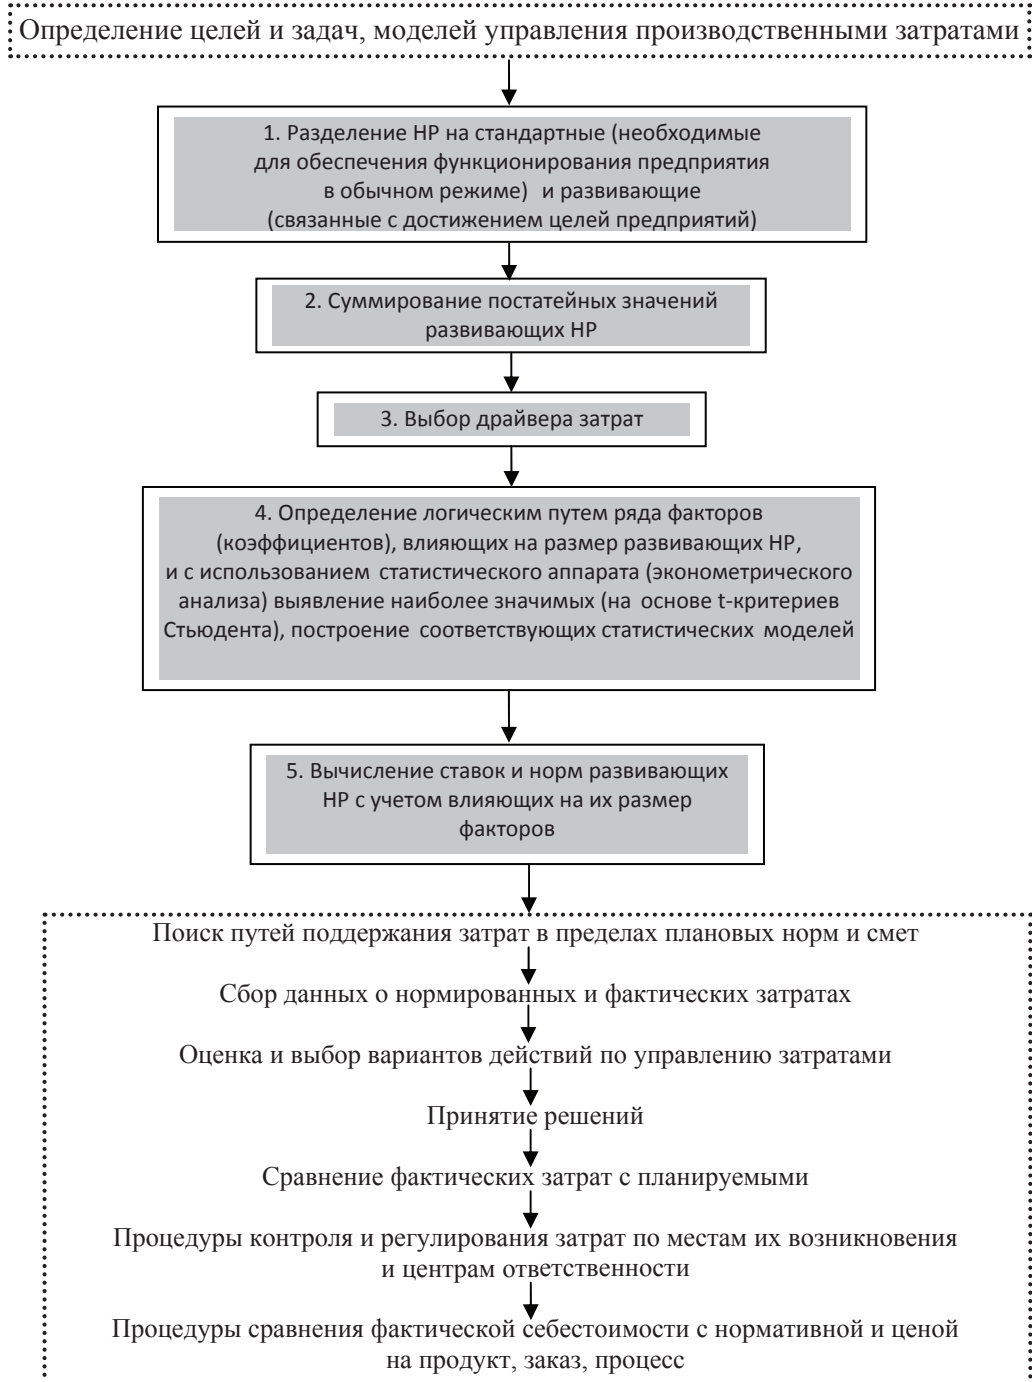 Определение целей и задач, моделей управления производственными затратами
1. Разделение НР на стандартные (необходимые
для обеспечения функционирования предприятия
в обычном режиме) и развивающие
(связанные с достижением целей предприятий)
2. Суммирование постатейных значений
развивающих НР
3. Выбор драйвера затрат
4. Определение логическим путем ряда факторов
(коэффициентов), влияющих на размер развивающих НР,
и с использованием статистического аппарата (эконометрического
анализа) выявление наиболее значимых (на основе t-критериев
Стьюдента), построение соответствующих статистических моделей
5. Вычисление ставок и норм развивающих
НР с учетом влияющих на их размер
факторов
Поиск путей поддержания затрат в пределах плановых норм и смет
Сбор данных о нормированных и фактических затратах
Оценка и выбор вариантов действий по управлению затратами
Принятие решений
Сравнение фактических затрат с планируемыми
Процедуры контроля и регулирования затрат по местам их возникновения
и центрам ответственности
Процедуры сравнения фактической себестоимости с нормативной и ценой
на продукт, заказ, процесс